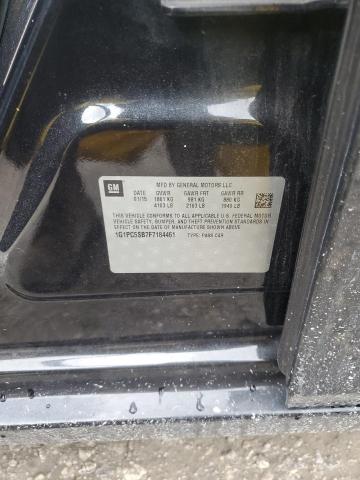 GM
MFD BY GENERAL MOTORS LLC
DATE GVWR GAWR FRT GAWR RR
01/15 1861 KG 981 KG 880 KG
4103 LB 2163 LB 1940 LB
THIS VEHICLE CONFORMS TO ALL APPLICABLE U.S. FEDERAL MOTOR
VEHICLE SAFETY, BUMPER, AND THEFT PREVENTION STANDARDS
IN EFFECT ON THE DATE OF MANUFACTURE SHOWN ABOVE.
1G1PC5SB7F7184461 TYPE: PASS CAR